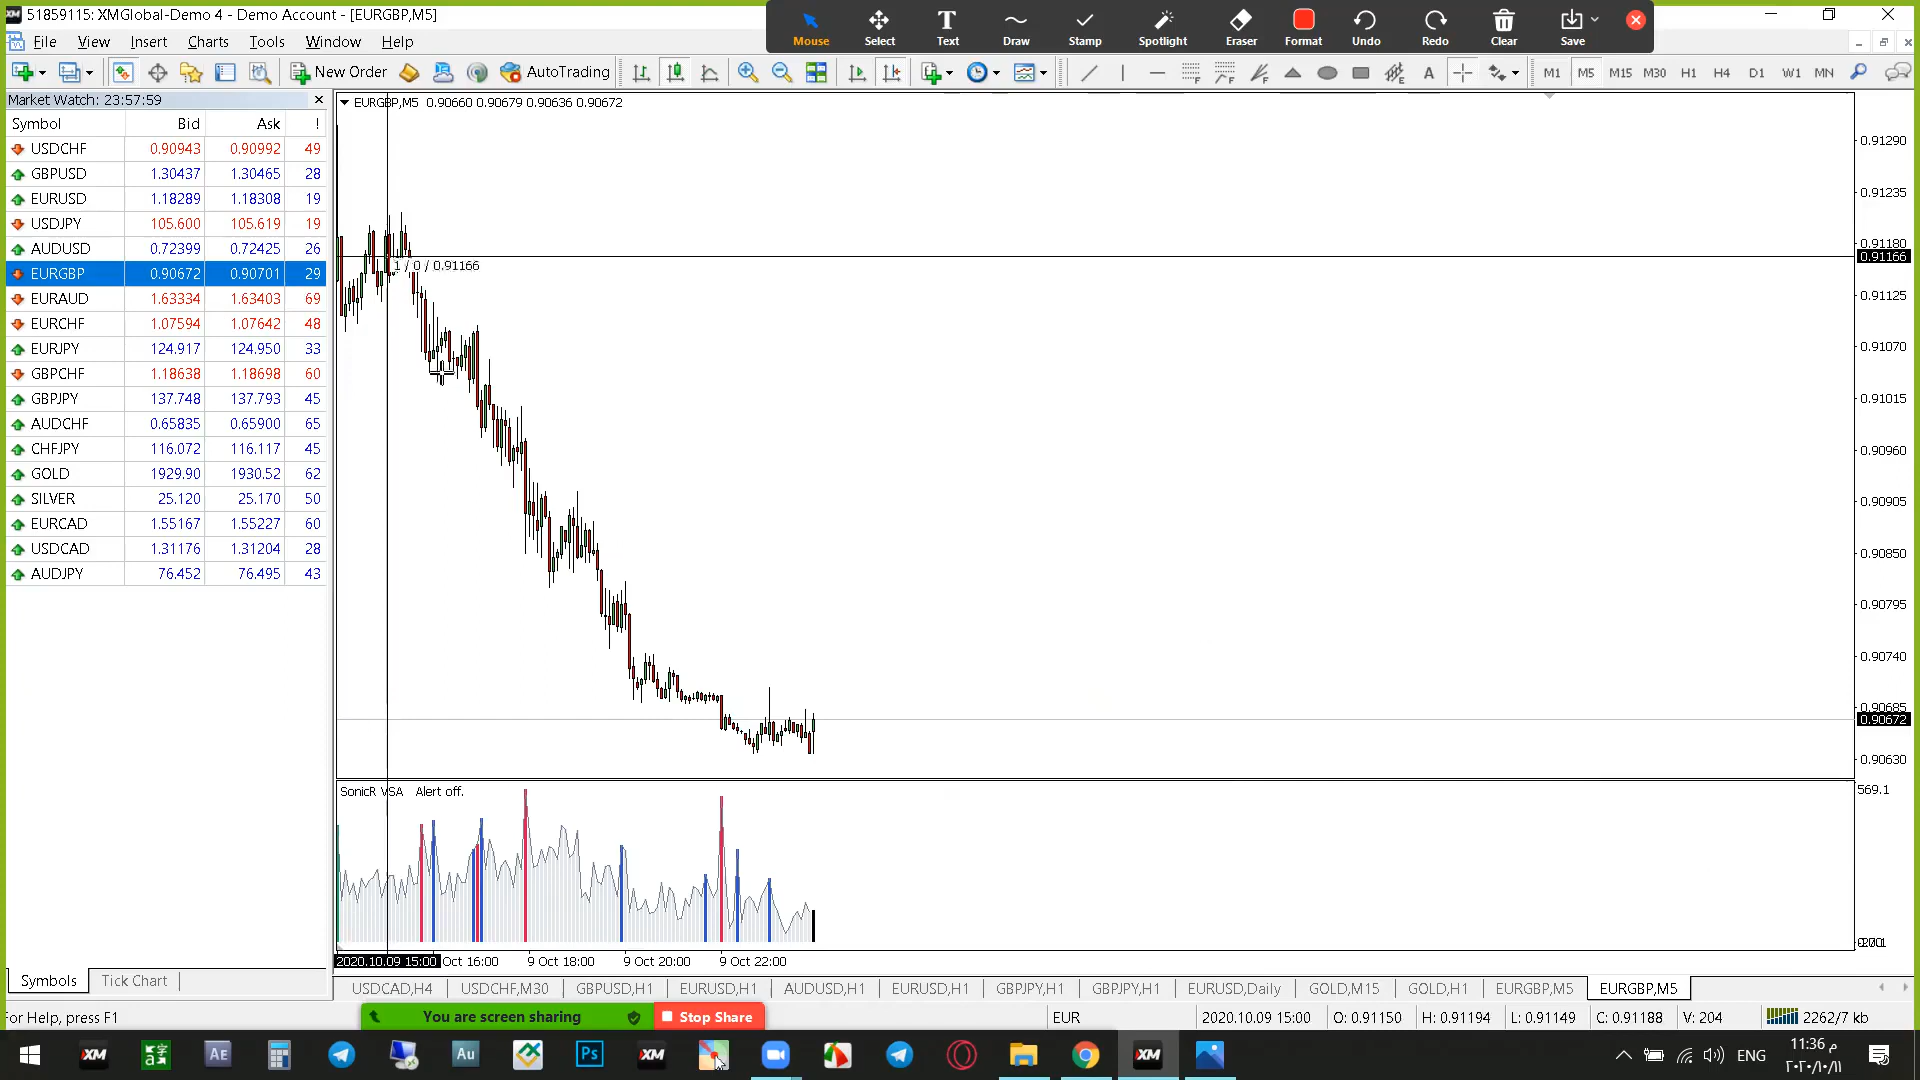 51859115: XMGlobal-Demo 4 - Demo Account - [EURGBP,M5]
Mouse Select Text Draw Stamp Spotlight Eraser Format Undo Redo Clear Save
File View Insert Charts Tools Window Help
New Order AutoTrading A M1 M5 M15 M30 H1 H4 D1 W1 MN
Market Watch: 23:57:59
Symbol Bid Ask !
USDCHF 0.90943 0.90992 49
GBPUSD 1.30437 1.30465 28
EURUSD 1.18289 1.18308 19
USDJPY 105.600 105.619 19
AUDUSD 0.72399 0.72425 26
EURGBP 0.90672 0.90701 29
EURAUD 1.63334 1.63403 69
EURCHF 1.07594 1.07642 48
EURJPY 124.917 124.950 33
GBPCHF 1.18638 1.18698 60
GBPJPY 137.748 137.793 45
AUDCHF 0.65835 0.65900 65
CHFJPY 116.072 116.117 45
GOLD 1929.90 1930.52 62
SILVER 25.120 25.170 50
EURCAD 1.55167 1.55227 60
USDCAD 1.31176 1.31204 28
AUDJPY 76.452 76.495 43
Symbols Tick Chart
EURGBP,M5 0.90660 0.90679 0.90636 0.90672
1 / 0 / 0.91166
0.91290
0.91235
0.91180
0.91166
0.91125
0.91070
0.91015
0.90960
0.90905
0.90850
0.90795
0.90740
0.90685
0.90672
0.90630
SonicR VSA Alert off.
569.1
2020.10.09 15:00 Oct 16:00 9 Oct 18:00 9 Oct 20:00 9 Oct 22:00
USDCAD,H4 USDCHF,M30 GBPUSD,H1 EURUSD,H1 AUDUSD,H1 EURUSD,H1 GBPJPY,H1 GBPJPY,H1 EURUSD,Daily GOLD,M15 GOLD,H1 EURGBP,M5 EURGBP,M5
For Help, press F1
You are screen sharing Stop Share
EUR 2020.10.09 15:00 O: 0.91150 H: 0.91194 L: 0.91149 C: 0.91188 V: 204 2262/7 kb
XM Ae Au Ps XM XM
ENG
11:36 م
٢٠٢٠/١٠/١١